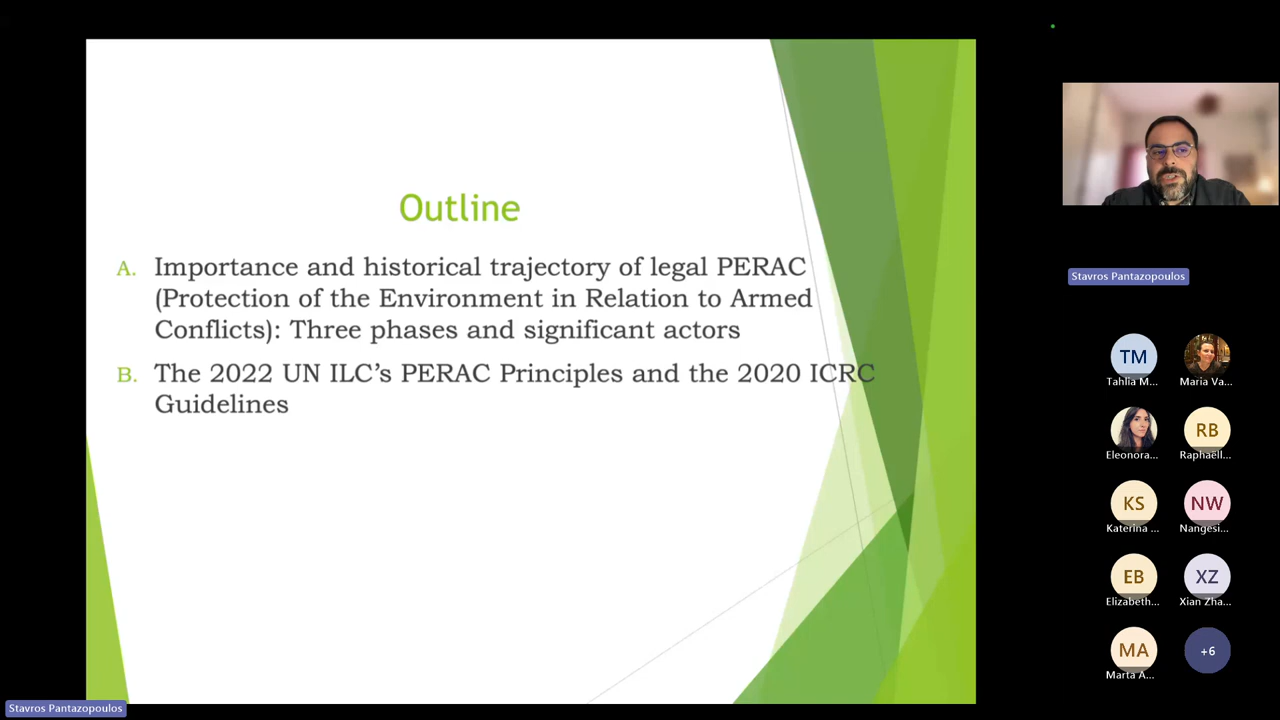 Outline
A. Importance and historical trajectory of legal PERAC
(Protection of the Environment in Relation to Armed
Conflicts): Three phases and significant actors
B. The 2022 UN ILC’s PERAC Principles and the 2020 ICRC
Guidelines
Stavros Pantazopoulos
TM
Tahlia M...
Maria Va...
Eleonora...
RB
Raphaëll...
KS
Katerina ...
NW
Nangesi...
EB
Elizabeth...
XZ
Xian Zha...
MA
Marta A...
+6
Stavros Pantazopoulos